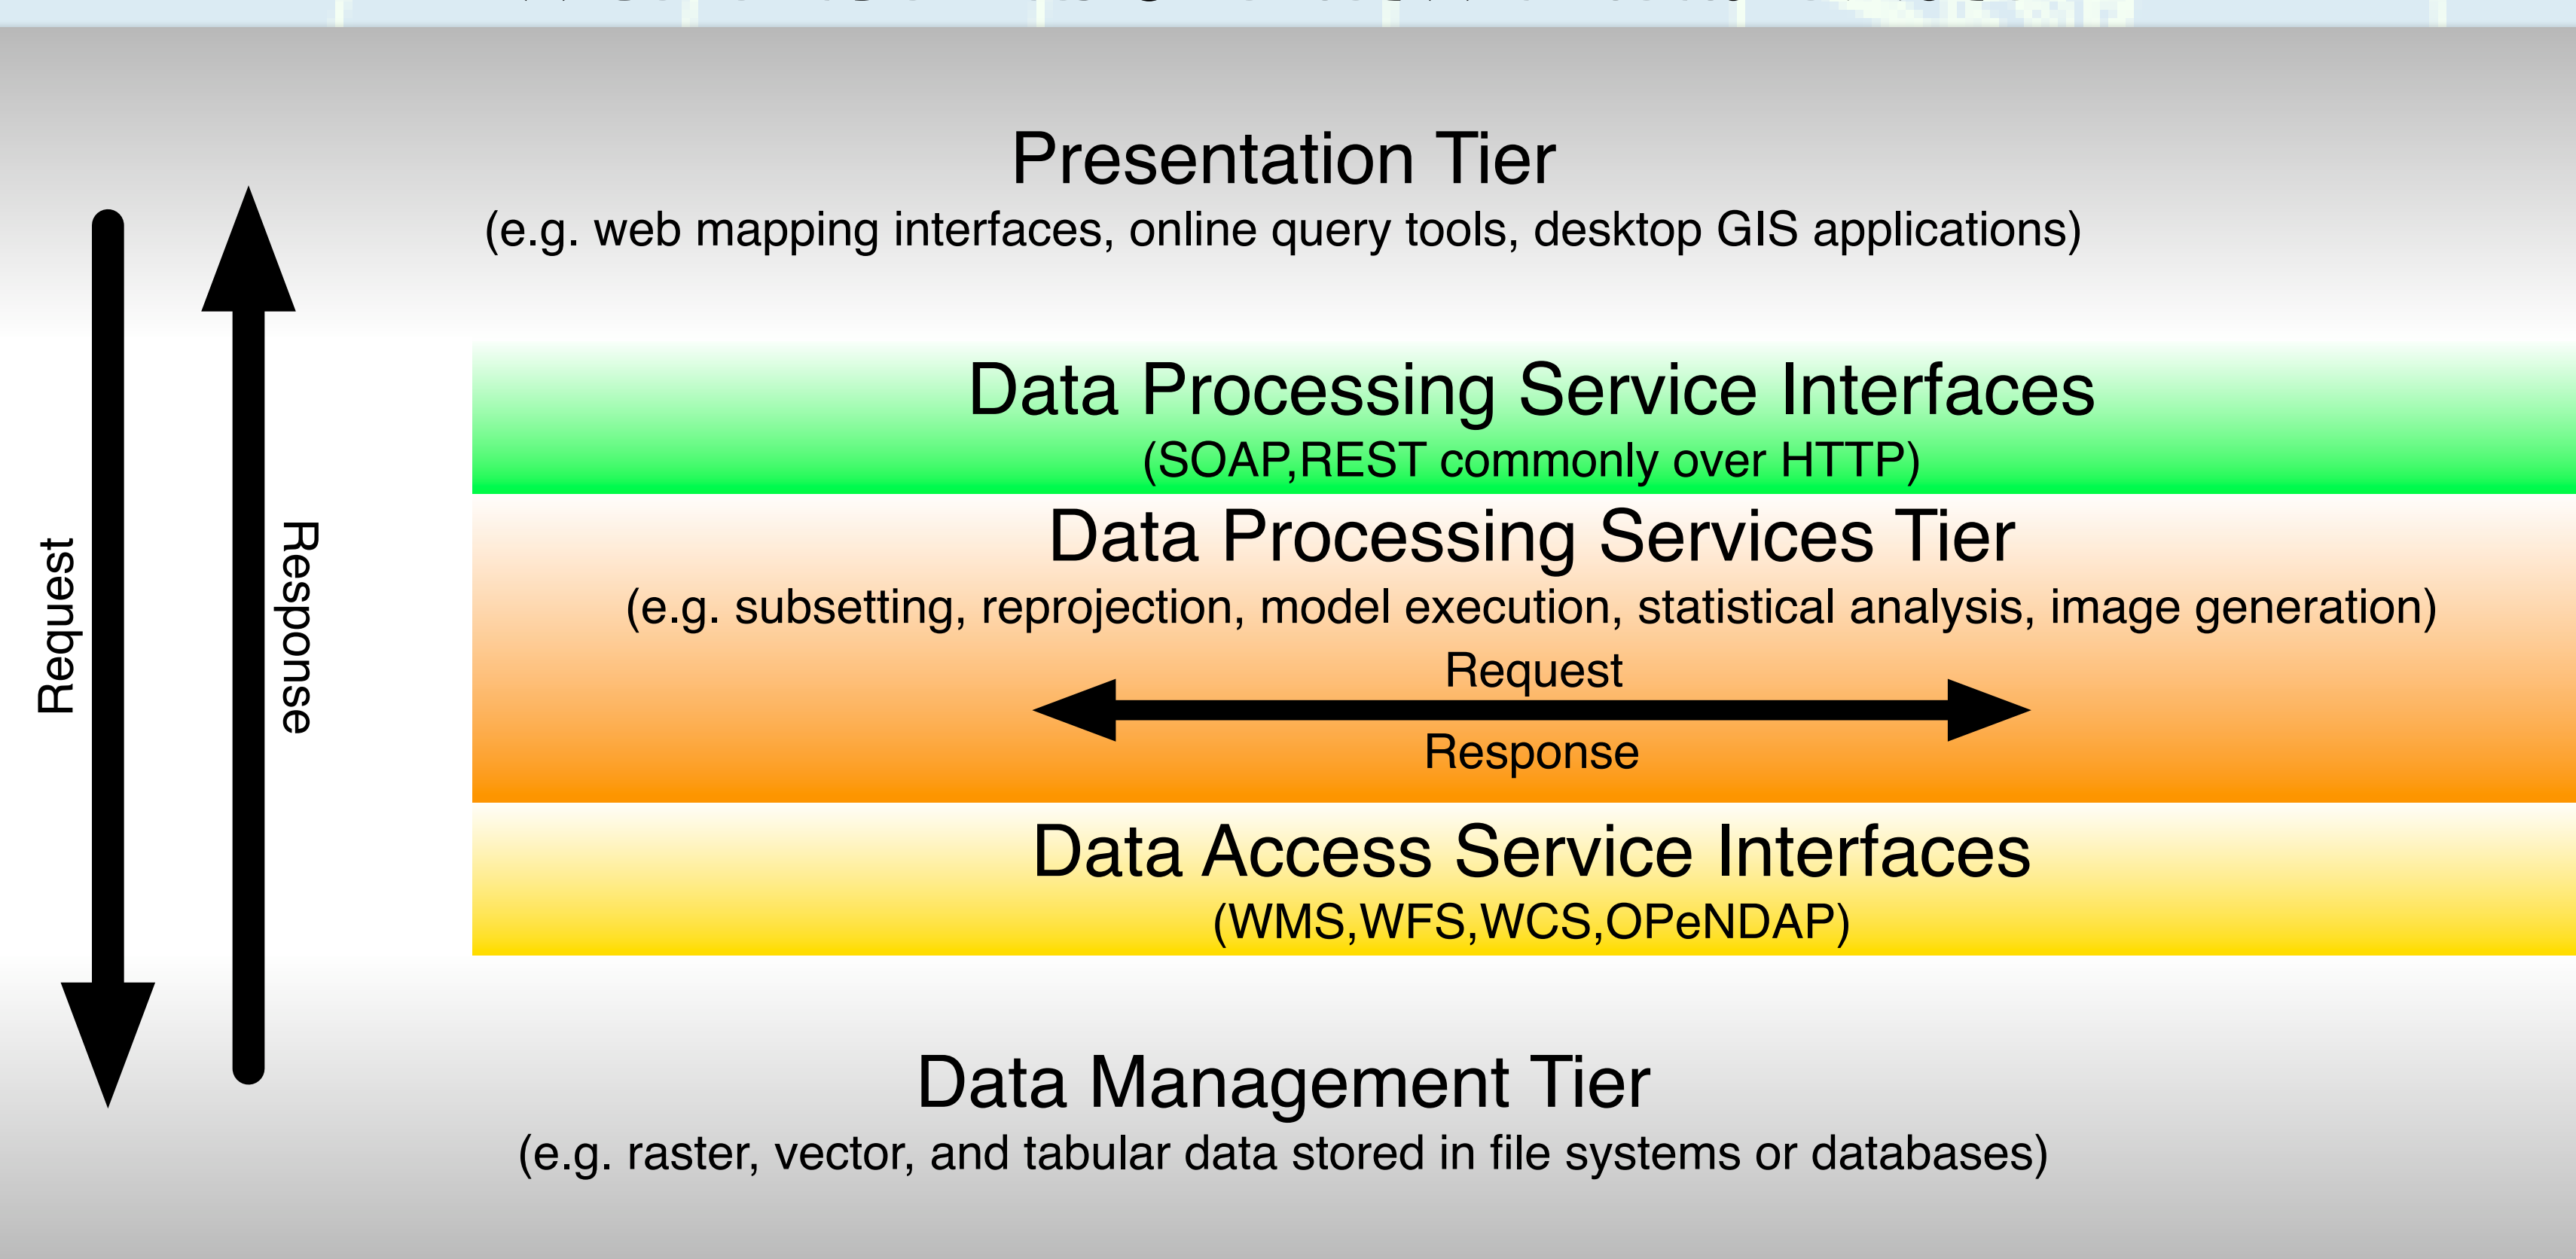 Presentation Tier
(e.g. web mapping interfaces, online query tools, desktop GIS applications)
Request
Response
Data Processing Service Interfaces
(SOAP,REST commonly over HTTP)
Data Processing Services Tier
(e.g. subsetting, reprojection, model execution, statistical analysis, image generation)
Request
Response
Data Access Service Interfaces
(WMS,WFS,WCS,OPeNDAP)
Data Management Tier
(e.g. raster, vector, and tabular data stored in file systems or databases)